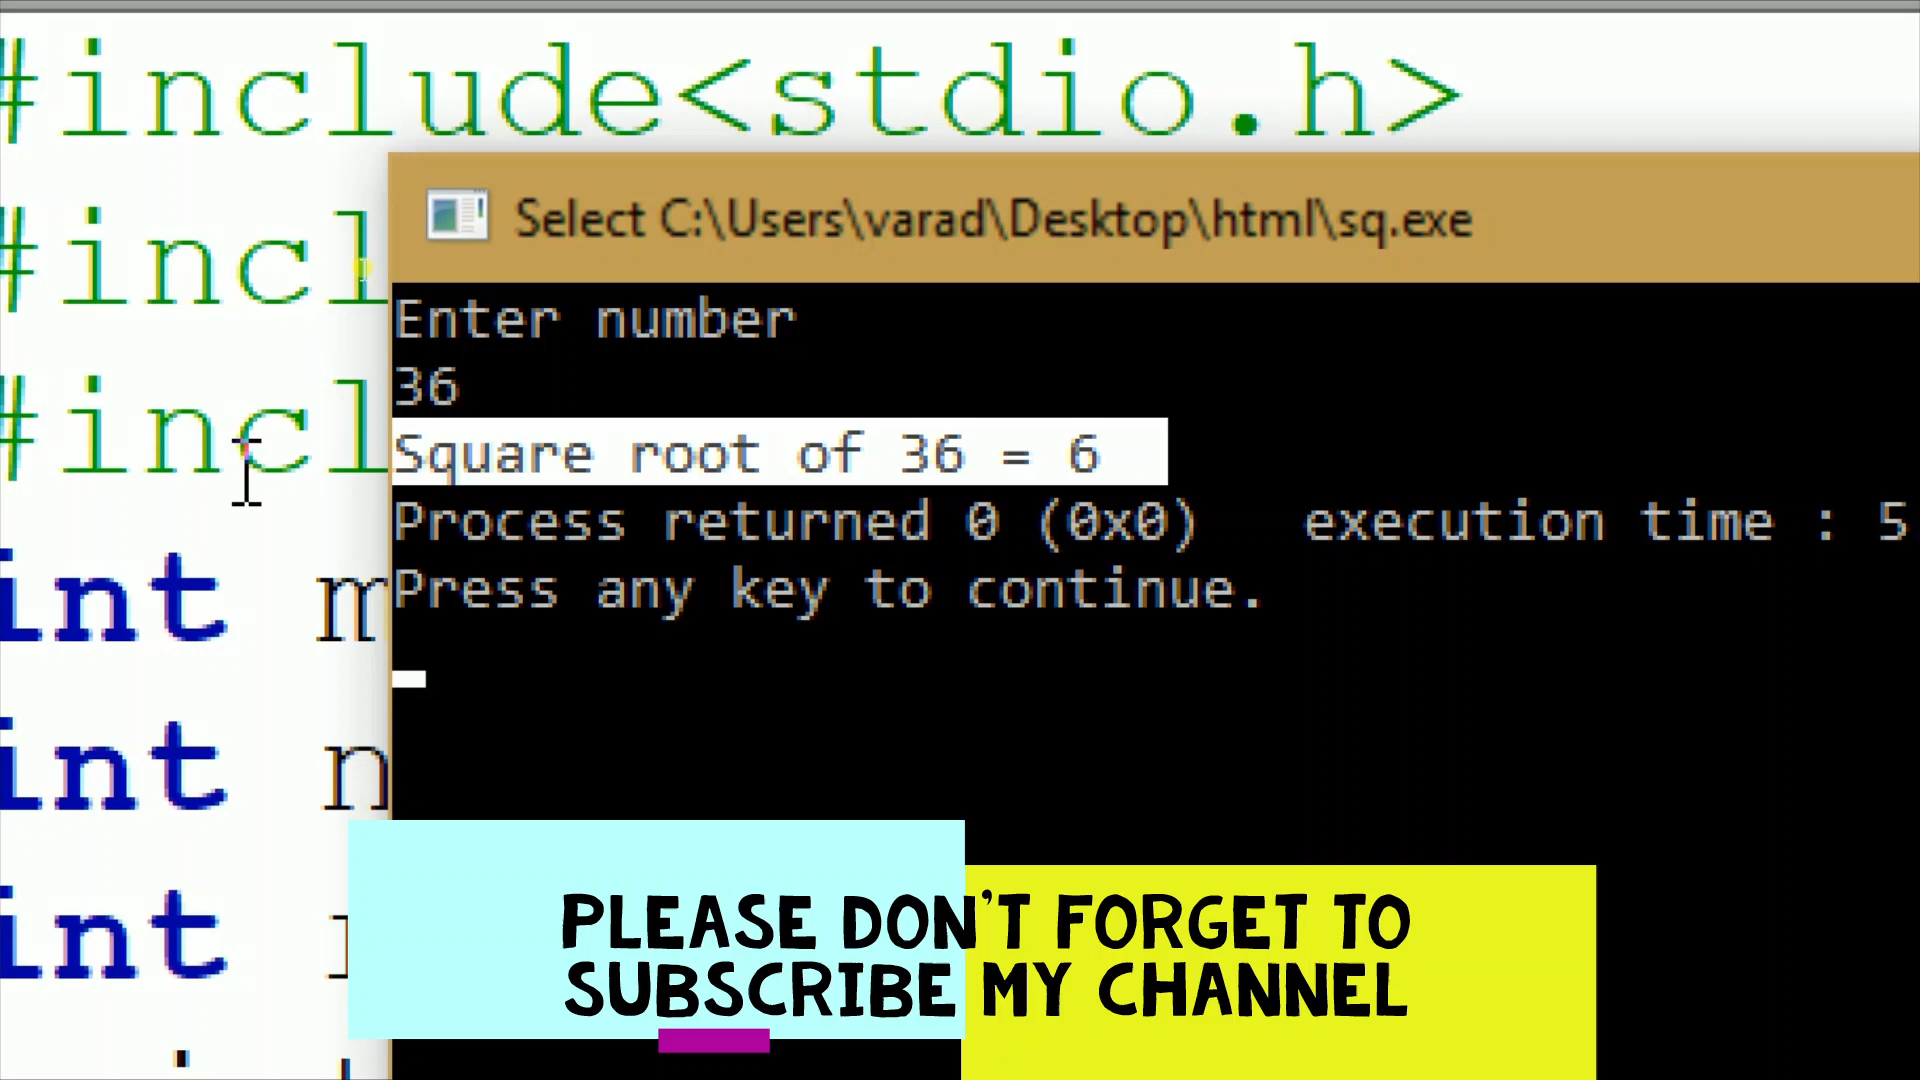 #include<stdio.h>
Select C:\Users\varad\Desktop\html\sq.exe
#incl
Enter number
36
#incl
Square root of 36 = 6
Process returned 0 (0x0)   execution time : 5
int m
Press any key to continue.
int n
int
PLEASE DON'T FORGET TO
SUBSCRIBE MY CHANNEL